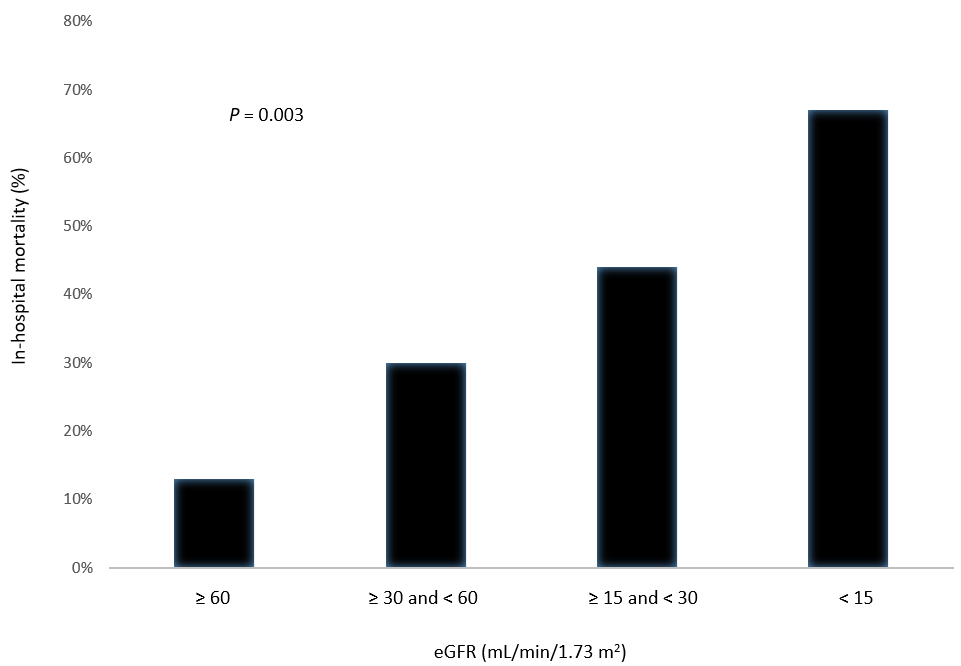 80%
70%
P = 0.003
60%
50%
40%
30%
20%
10%
0%
In-hospital mortality (%)
≥ 60
≥ 30 and < 60
≥ 15 and < 30
< 15
eGFR (mL/min/1.73 m²)